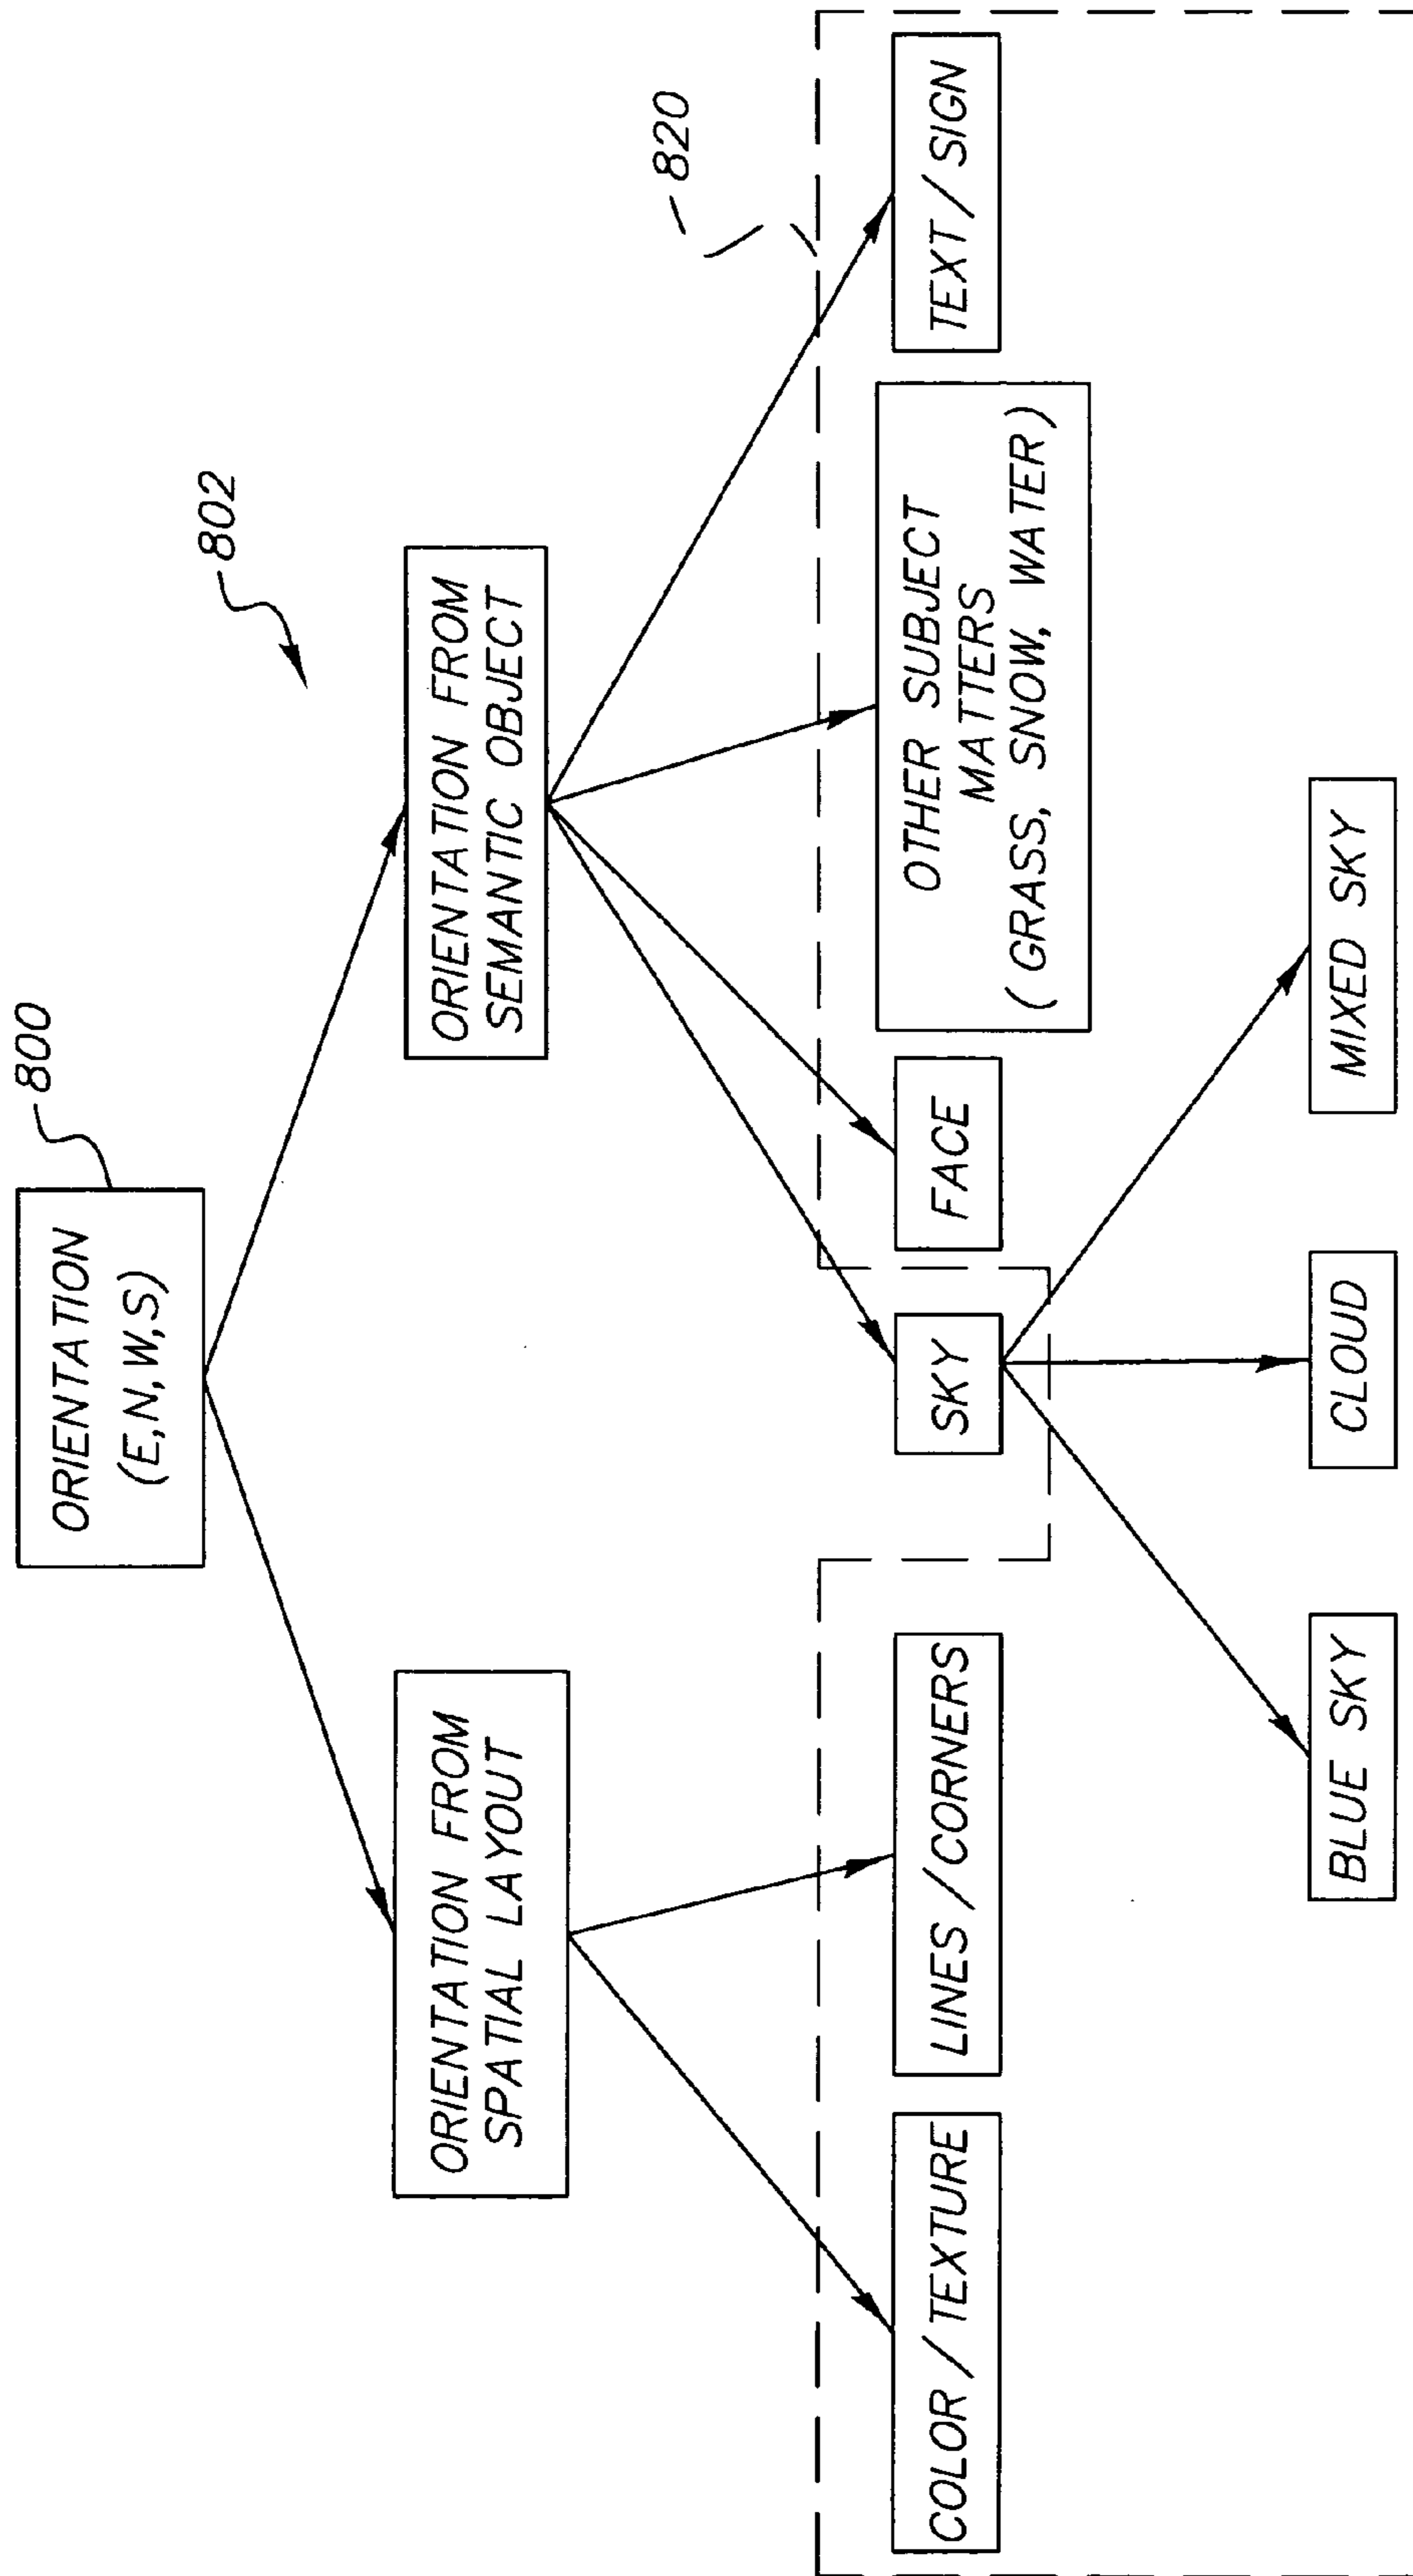 800
ORIENTATION
(E,N,W,S)
802
ORIENTATION FROM
SPATIAL LAYOUT
ORIENTATION FROM
SEMANTIC OBJECT
820
COLOR / TEXTURE
LINES / CORNERS
SKY
FACE
OTHER SUBJECT
MATTERS
( GRASS, SNOW, WATER )
TEXT / SIGN
BLUE SKY
CLOUD
MIXED SKY